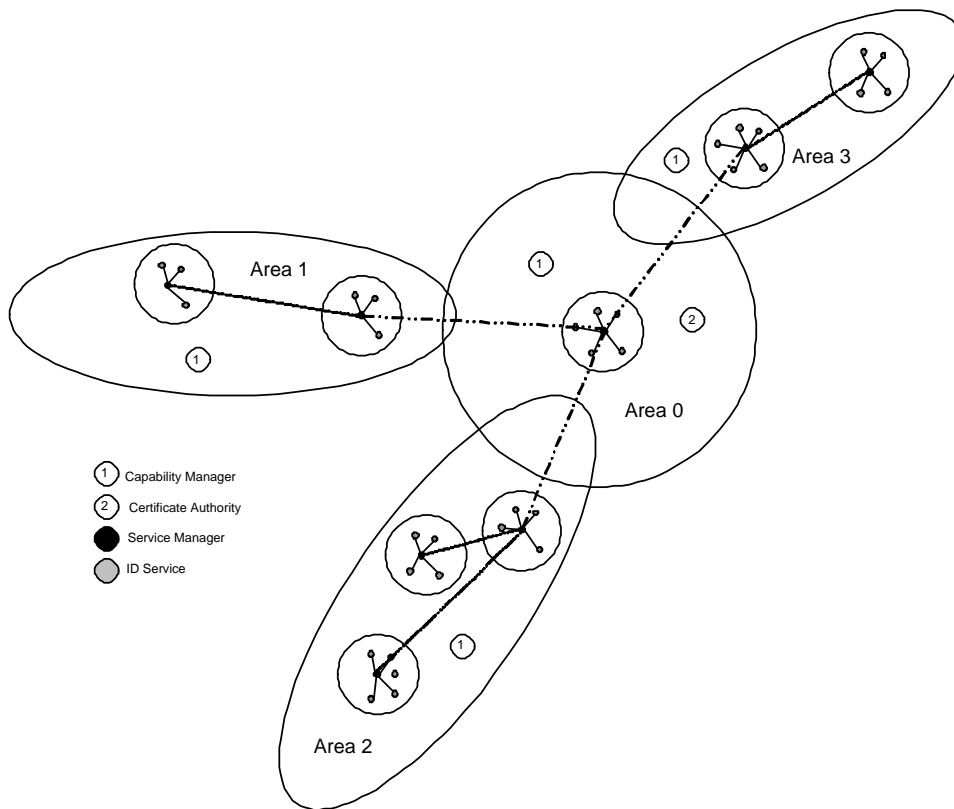 Area 3
1
Area 1
1
2
1
Area 0
1 Capability Manager
2 Certificate Authority
Service Manager
ID Service
1
Area 2